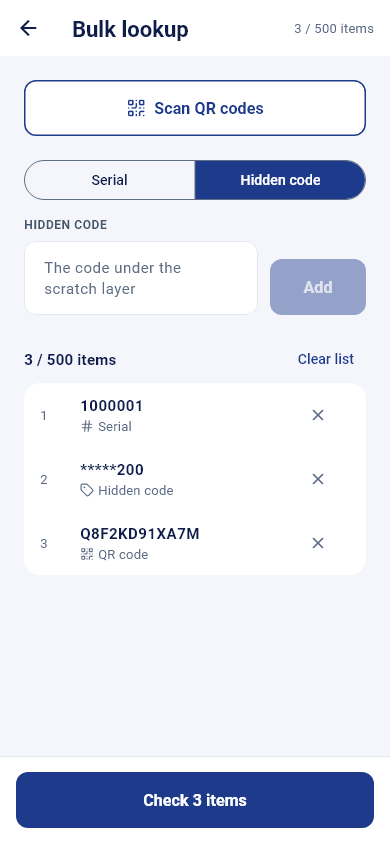 Bulk lookup
3 / 500 items
Scan QR codes
Serial
Hidden code
HIDDEN CODE
The code under the
scratch layer
Add
3 / 500 items
Clear list
1
1000001
Serial
2
*****200
Hidden code
3
Q8F2KD91XA7M
QR code
Check 3 items